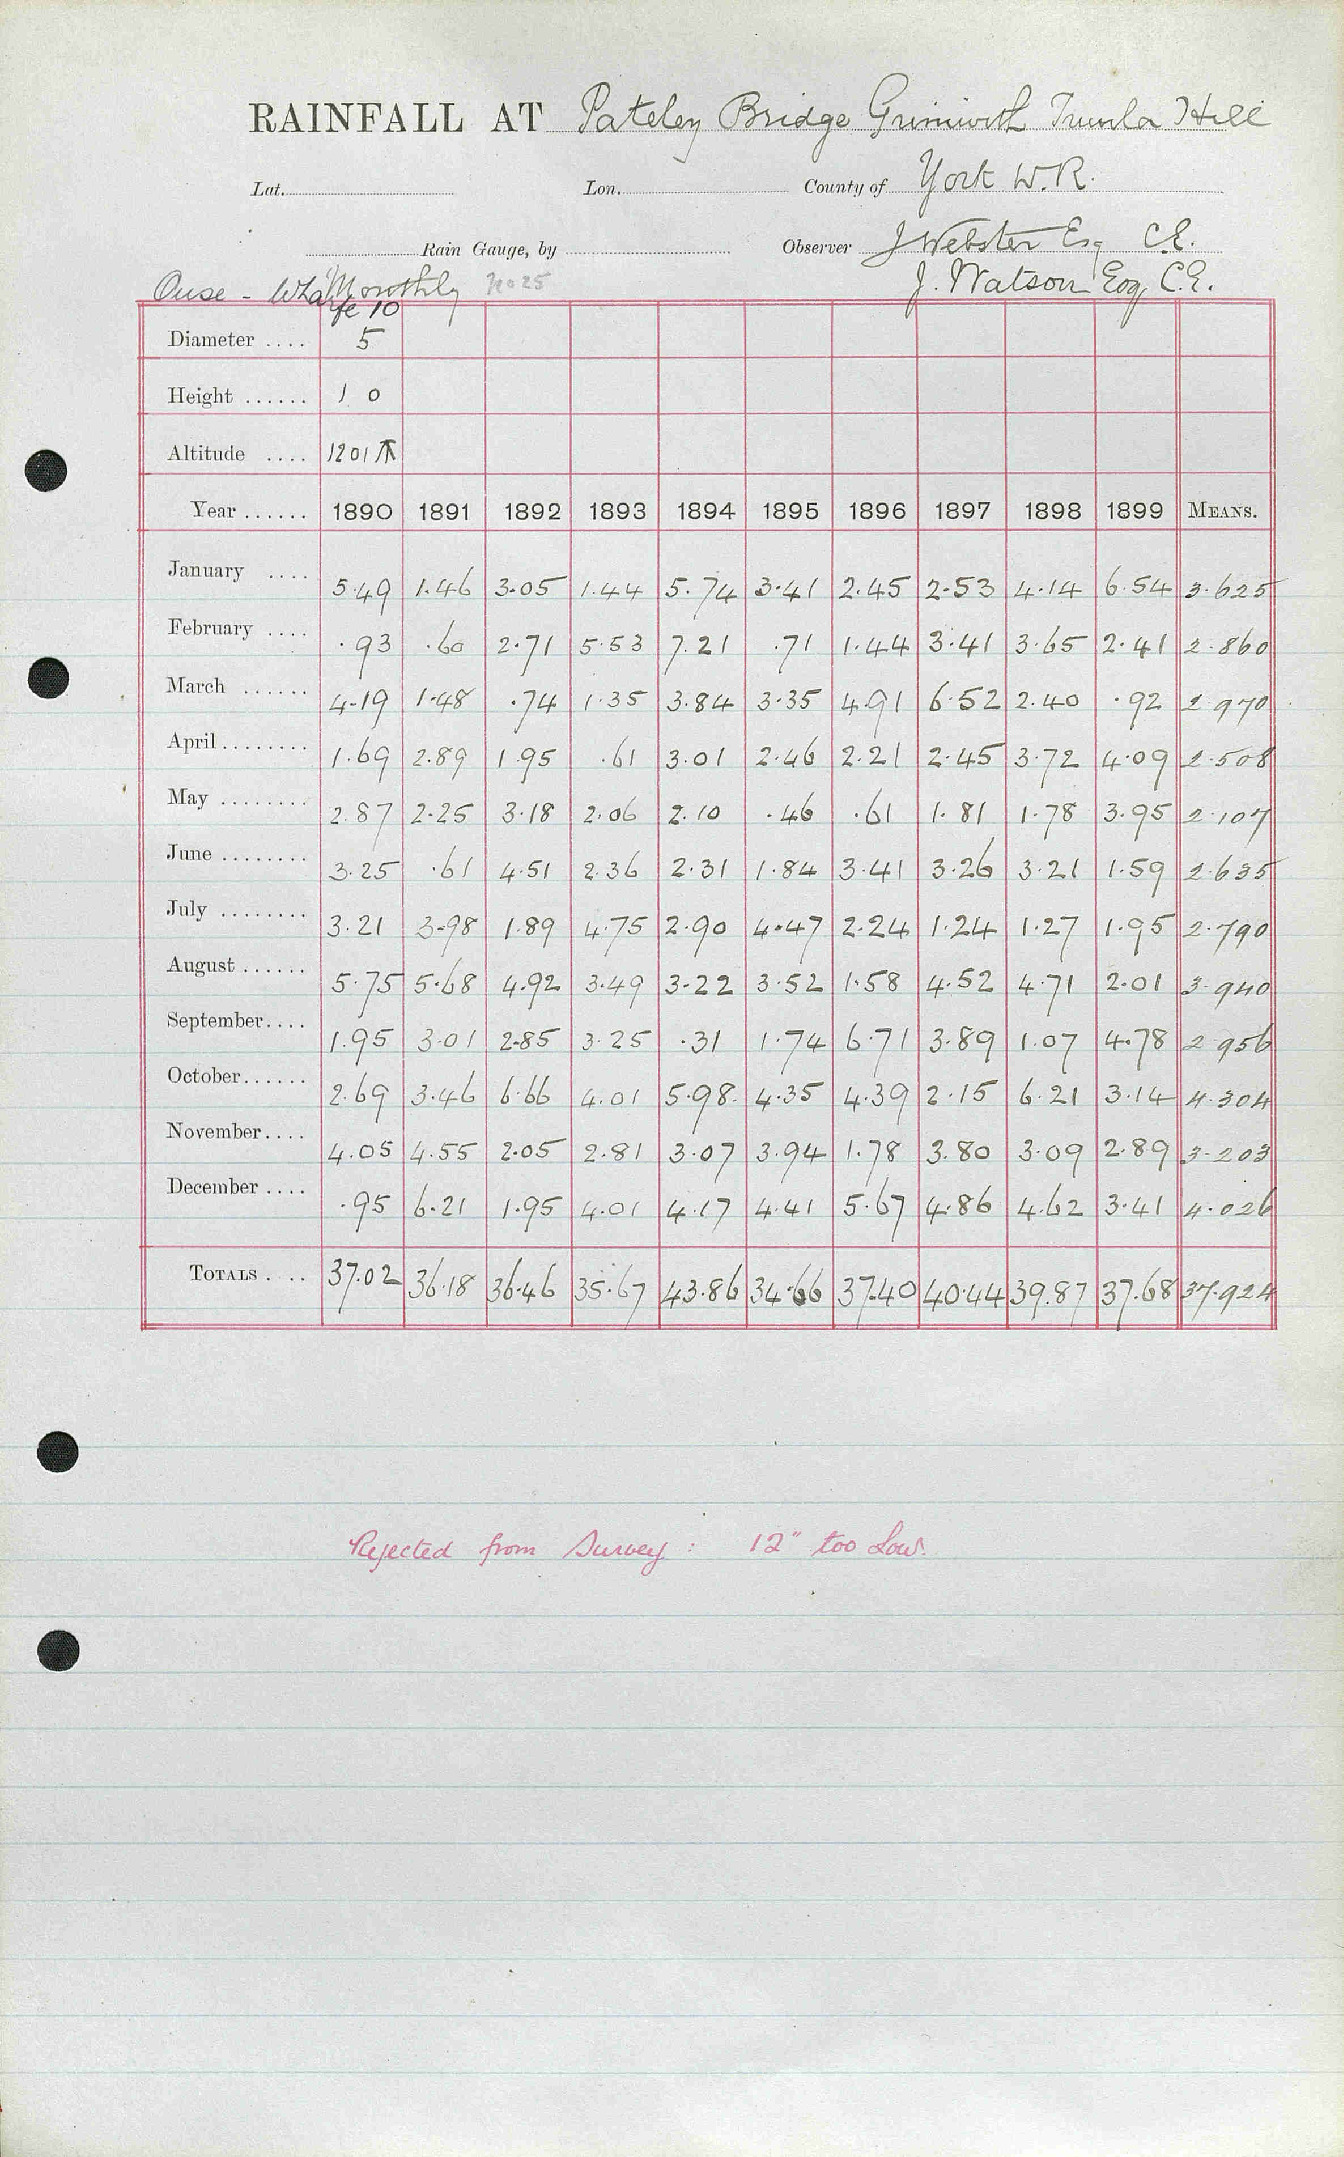 RAINFALL AT Pateley Bridge Grimwith Hill
Lat. Lon. County of York W.R.
Rain Gauge, by Observer J Webster Esq C.E.
Ouse - Wharfe 10 Monthly No 25 J. Watson Esq, C.E.
Diameter .... 5
Height ...... 1 0
Altitude .... 1201
Year ...... 1890 1891 1892 1893 1894 1895 1896 1897 1898 1899 MEANS.
January .... 5.49 1.46 3.05 1.44 5.74 3.41 2.45 2.53 4.14 6.54 3.625
February .... .93 .60 2.71 5.53 7.21 .71 1.44 3.41 3.65 2.41 2.860
March ...... 4.19 1.48 .74 1.35 3.84 3.35 4.91 6.52 2.40 .92 2.970
April ........ 1.69 2.89 1.95 .61 3.01 2.46 2.21 2.45 3.72 4.09 2.508
May ........ 2.87 2.25 3.18 2.06 2.10 .46 .61 1.81 1.78 3.95 2.107
June ........ 3.25 .61 4.51 2.36 2.31 1.84 3.41 3.26 3.21 1.59 2.635
July ........ 3.21 3.98 1.89 4.75 2.90 4.47 2.24 1.24 1.27 1.95 2.790
August ...... 5.75 5.68 4.92 3.49 3.22 3.52 1.58 4.52 4.71 2.01 3.940
September .... 1.95 3.01 2.85 3.25 .31 1.74 6.71 3.89 1.07 4.78 2.956
October ...... 2.69 3.46 6.66 4.01 5.98 4.35 4.39 2.15 6.21 3.14 4.304
November .... 4.05 4.55 2.05 2.81 3.07 3.94 1.78 3.80 3.09 2.89 3.203
December .... .95 6.21 1.95 4.01 4.17 4.41 5.67 4.86 4.62 3.41 4.026
TOTALS .... 37.02 36.18 36.46 35.67 43.86 34.66 37.40 40.44 39.87 37.68 37.924
Rejected from Survey : 12" too low.